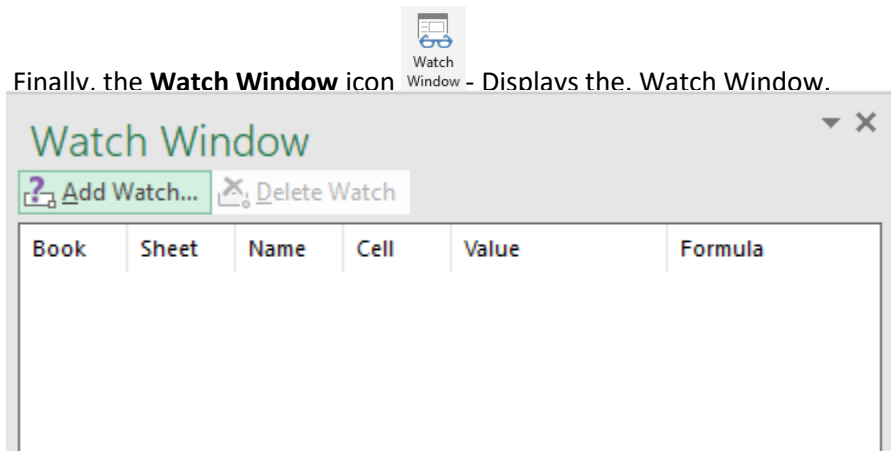 Watch
Finally, the Watch Window icon Window - Displays the. Watch Window.
Watch Window
Add Watch... Delete Watch
Book Sheet Name Cell Value Formula